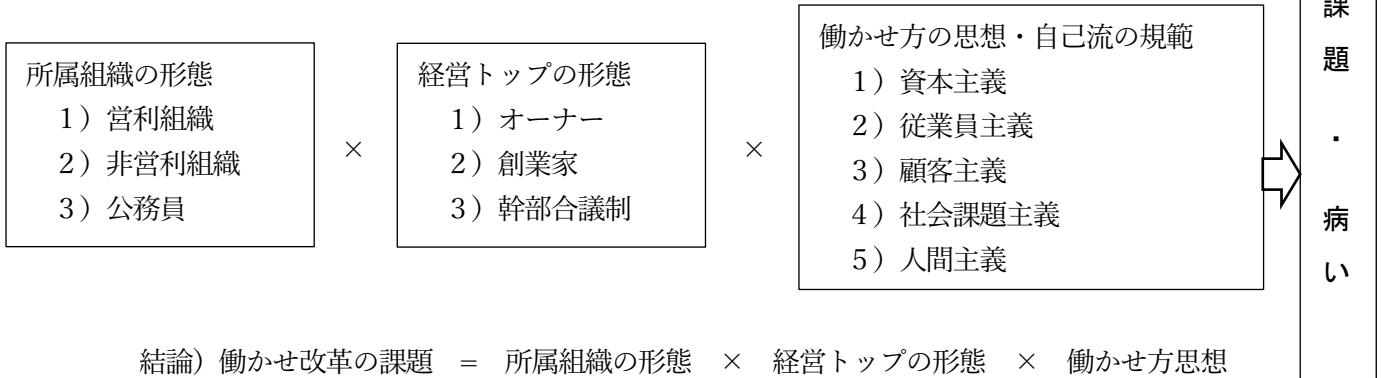 所属組織の形態
１）営利組織
２）非営利組織
３）公務員
×
経営トップの形態
１）オーナー
２）創業家
３）幹部合議制
×
働かせ方の思想・自己流の規範
１）資本主義
２）従業員主義
３）顧客主義
４）社会課題主義
５）人間主義
課題・病い
結論）働かせ改革の課題 ＝ 所属組織の形態 × 経営トップの形態 × 働かせ方思想